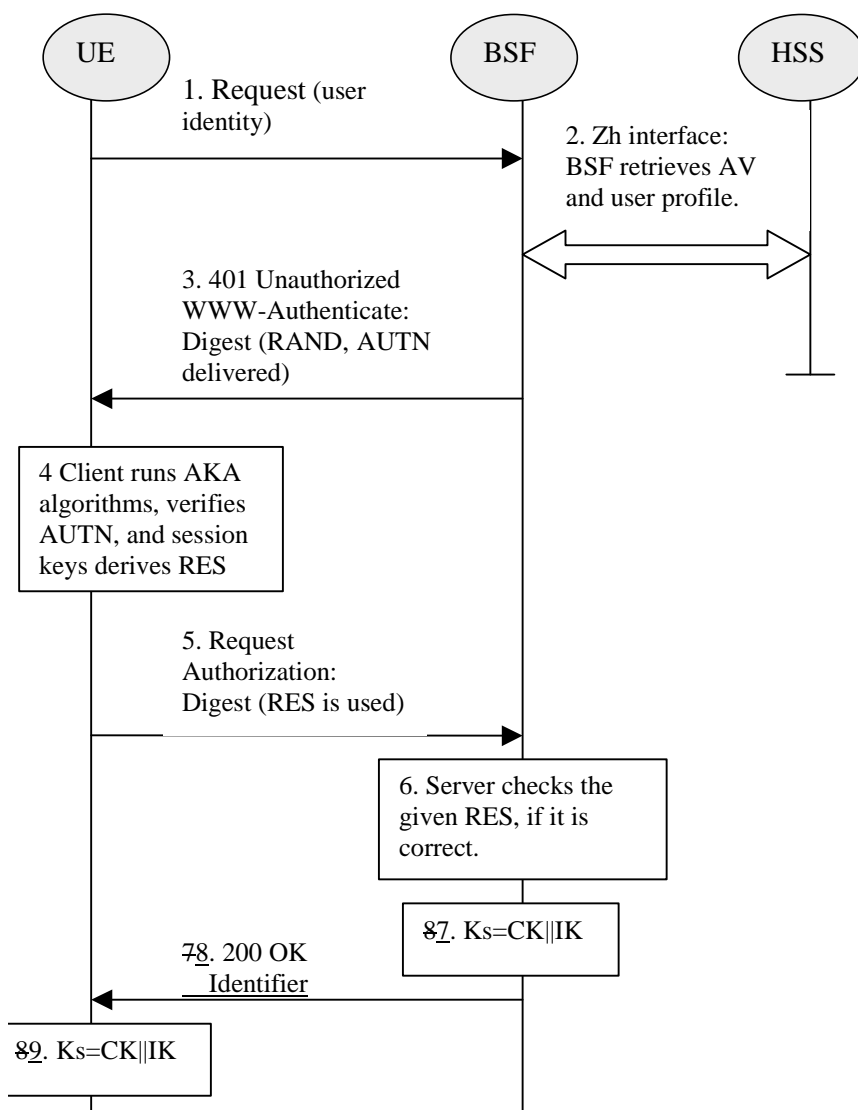 UE
BSF
HSS
1. Request (user
identity)
2. Zh interface:
BSF retrieves AV
and user profile.
3. 401 Unauthorized
WWW-Authenticate:
Digest (RAND, AUTN
delivered)
4 Client runs AKA
algorithms, verifies
AUTN, and session
keys derives RES
5. Request
Authorization:
Digest (RES is used)
6. Server checks the
given RES, if it is
correct.
87. Ks=CK||IK
78. 200 OK
Identifier
89. Ks=CK||IK